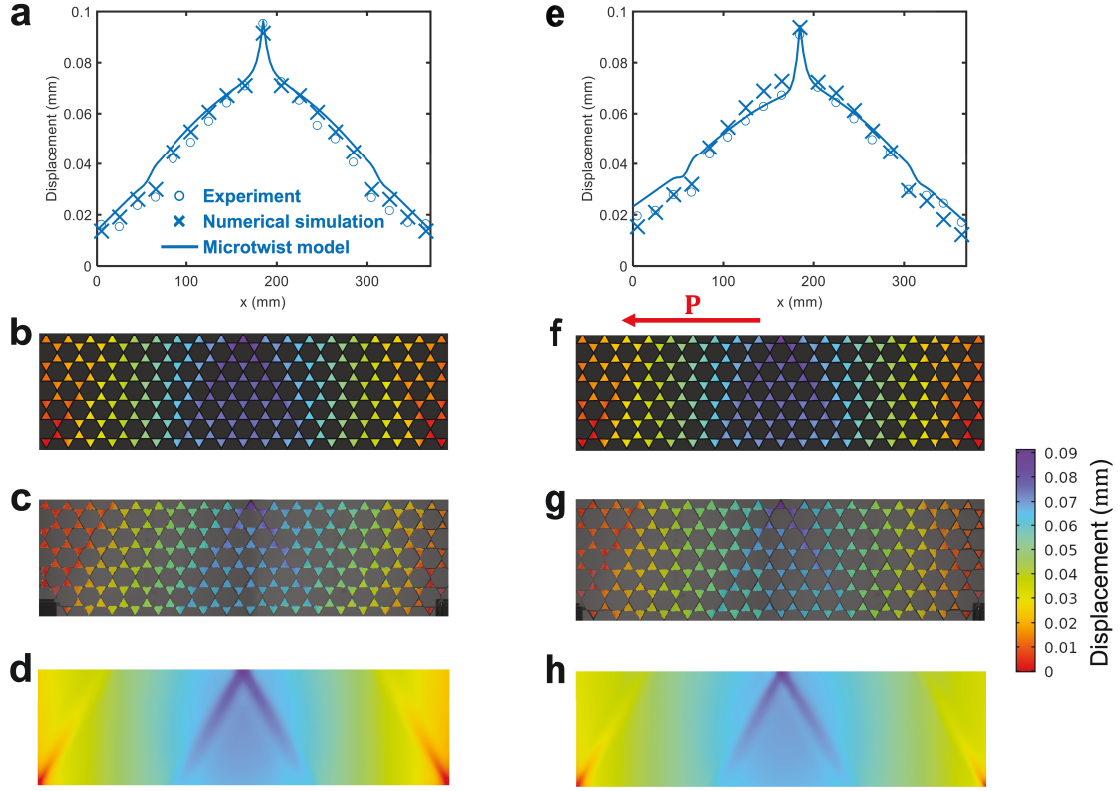 a
0.1
0.08
0.06
0.04
0.02
0
Displacement (mm)
Experiment
Numerical simulation
Microtwist model
0
100
200
300
x (mm)
e
0.1
0.08
0.06
0.04
0.02
0
Displacement (mm)
0
100
200
300
x (mm)
P
b
f
c
g
d
h
0.09
0.08
0.07
0.06
0.05
0.04
0.03
0.02
0.01
0
Displacement (mm)